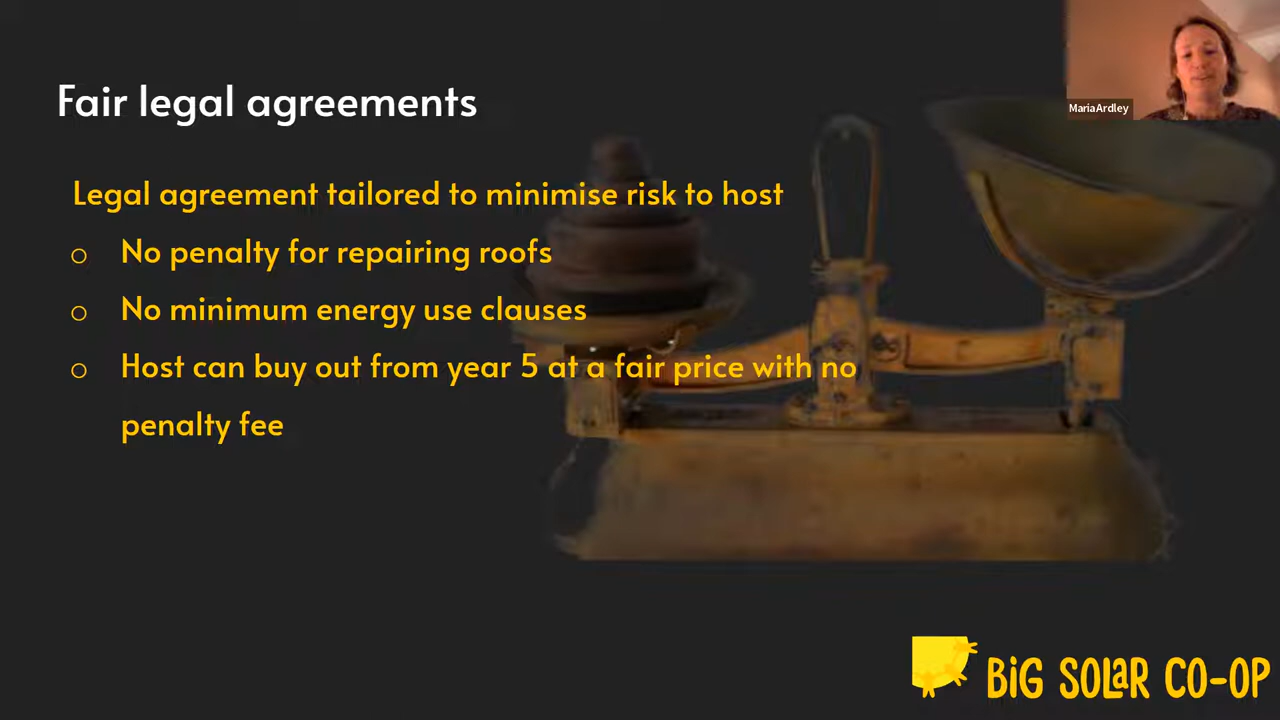 Fair legal agreements
MariaArdley
Legal agreement tailored to minimise risk to host
o No penalty for repairing roofs
o No minimum energy use clauses
o Host can buy out from year 5 at a fair price with no
penalty fee
BiG SOLaR CO-OP